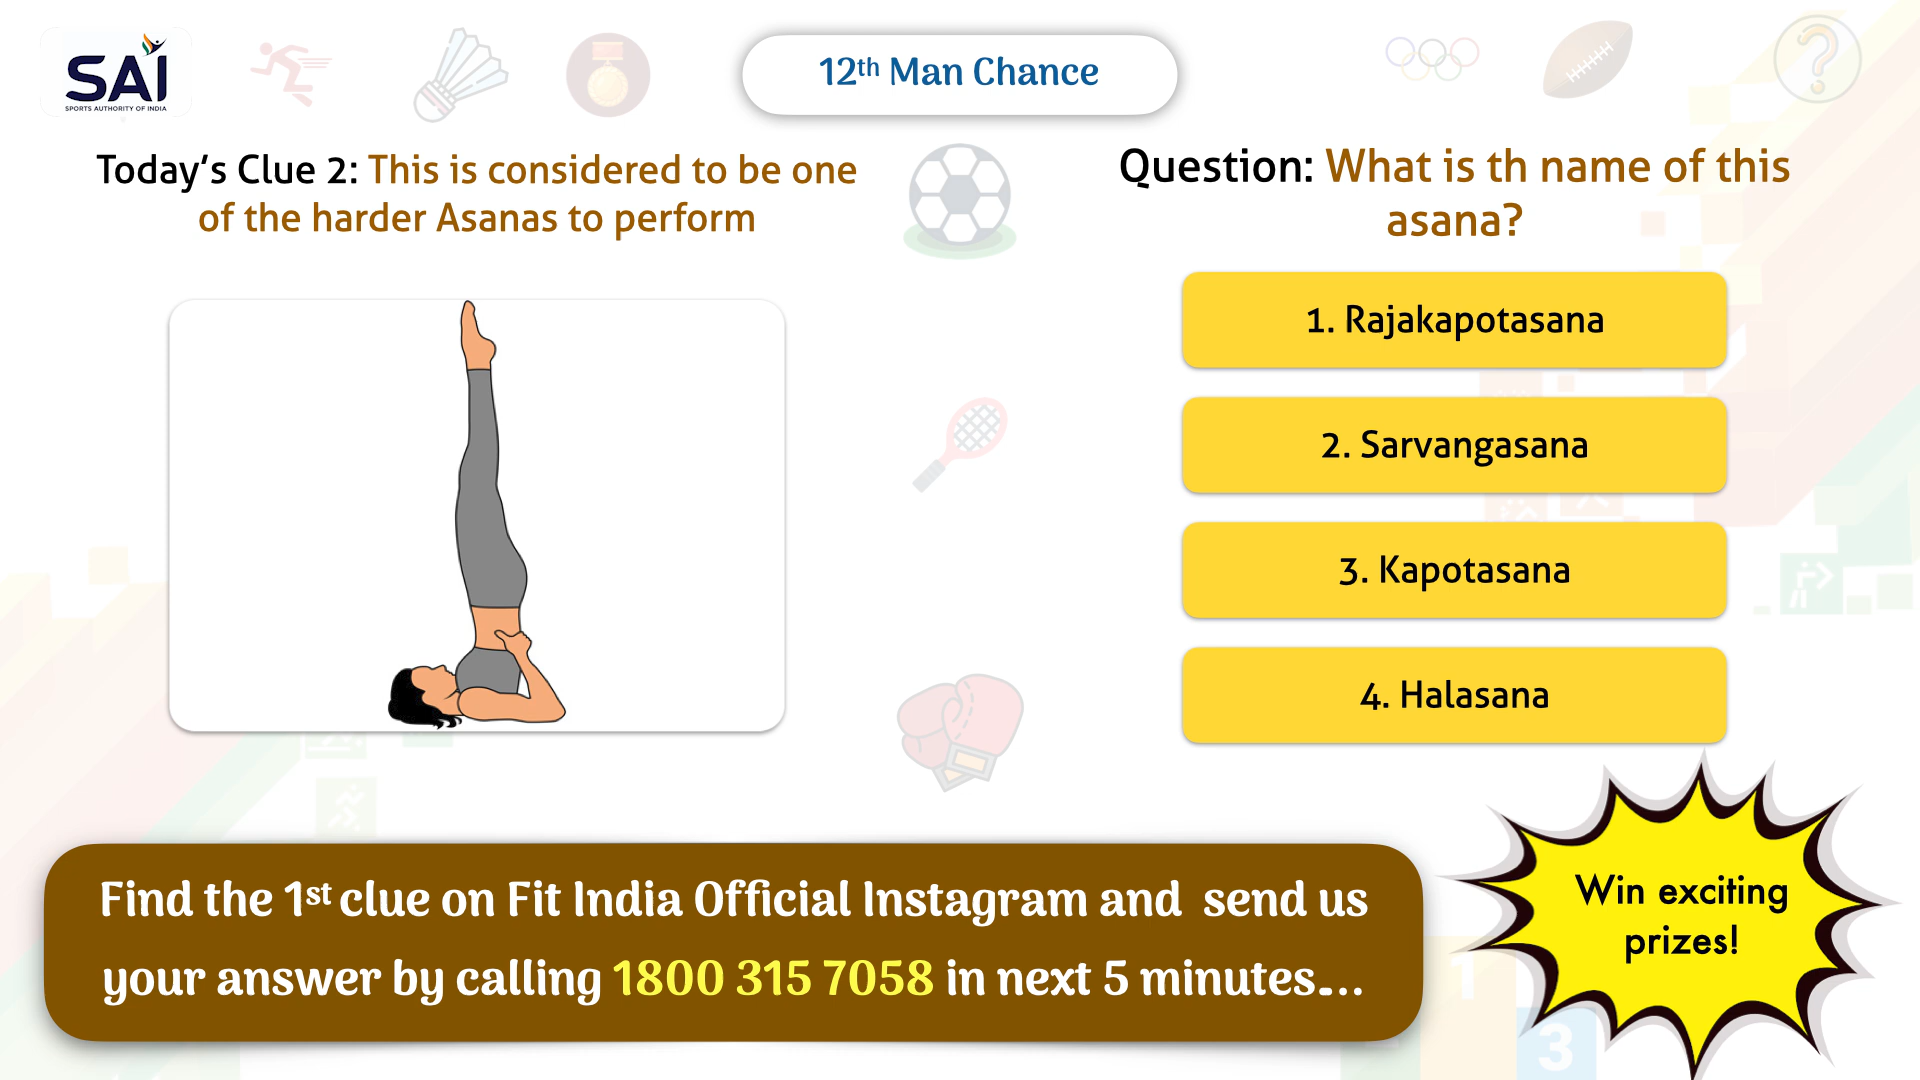 SAI
SPORTS AUTHORITY OF INDIA
12th Man Chance
Today's Clue 2: This is considered to be one
of the harder Asanas to perform
Question: What is th name of this
asana?
1. Rajakapotasana
2. Sarvangasana
3. Kapotasana
4. Halasana
Find the 1st clue on Fit India Official Instagram and send us
your answer by calling 1800 315 7058 in next 5 minutes....
Win exciting
prizes!
1
3